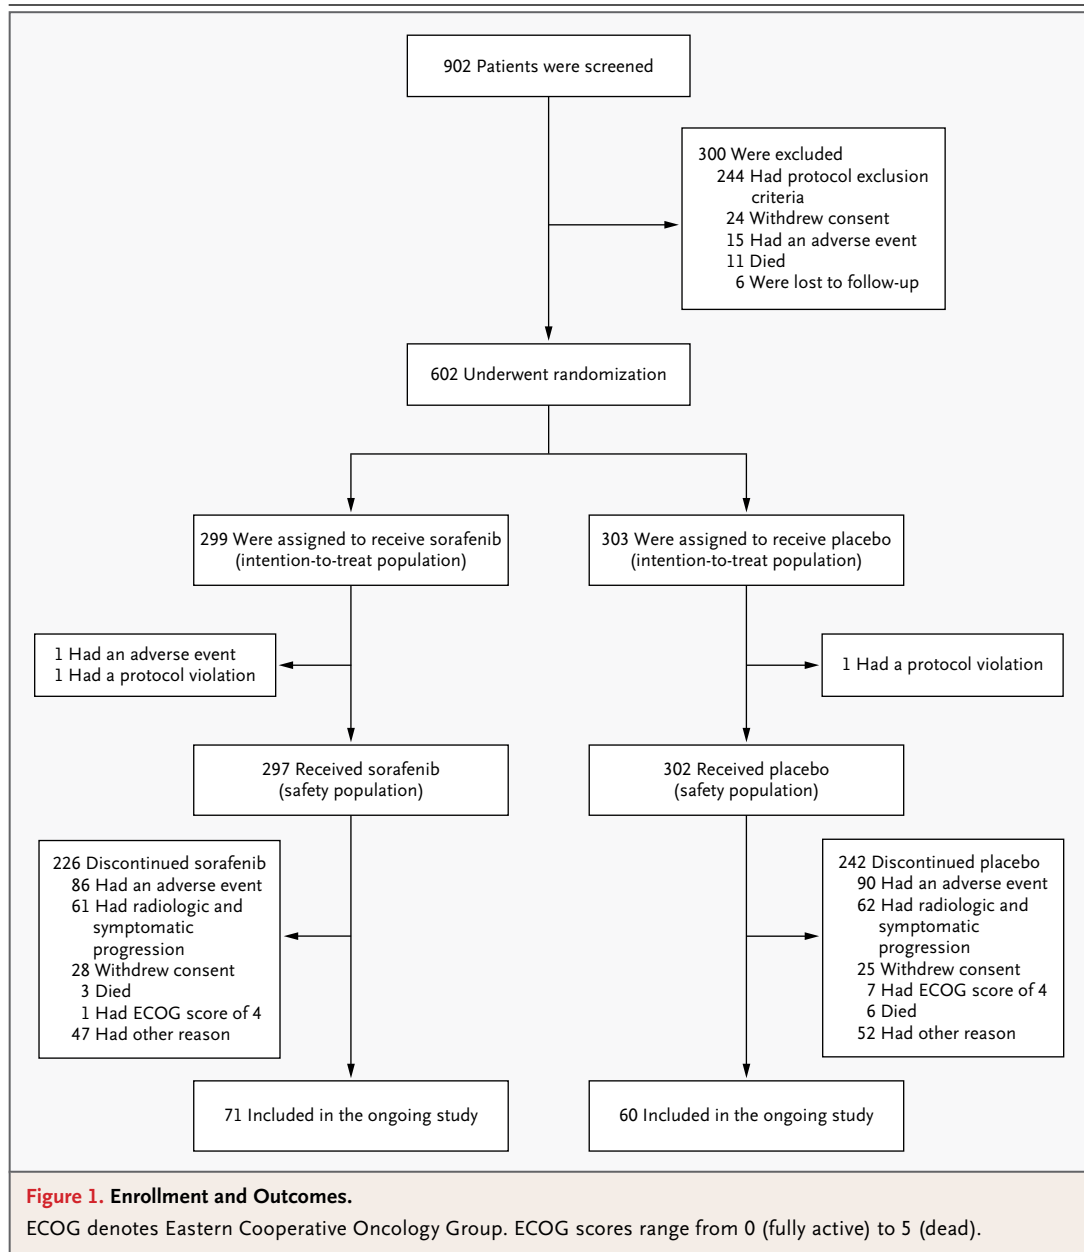 902 Patients were screened
300 Were excluded
244 Had protocol exclusion
criteria
24 Withdrew consent
15 Had an adverse event
11 Died
6 Were lost to follow-up
602 Underwent randomization
299 Were assigned to receive sorafenib
(intention-to-treat population)
303 Were assigned to receive placebo
(intention-to-treat population)
1 Had an adverse event
1 Had a protocol violation
1 Had a protocol violation
297 Received sorafenib
(safety population)
302 Received placebo
(safety population)
226 Discontinued sorafenib
86 Had an adverse event
61 Had radiologic and
symptomatic
progression
28 Withdrew consent
3 Died
1 Had ECOG score of 4
47 Had other reason
242 Discontinued placebo
90 Had an adverse event
62 Had radiologic and
symptomatic
progression
25 Withdrew consent
7 Had ECOG score of 4
6 Died
52 Had other reason
71 Included in the ongoing study
60 Included in the ongoing study
Figure 1. Enrollment and Outcomes.
ECOG denotes Eastern Cooperative Oncology Group. ECOG scores range from 0 (fully active) to 5 (dead).